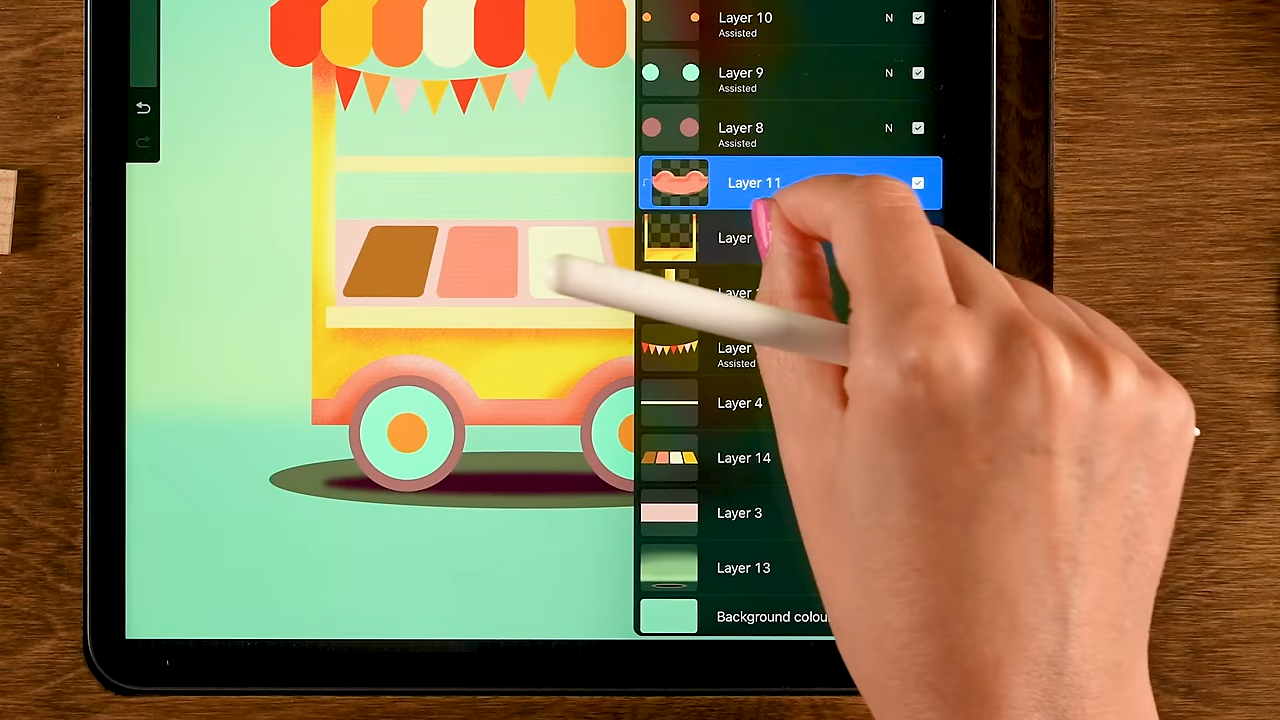 Layer 10
N
Assisted
Layer 9
N
Assisted
Layer 8
N
Assisted
Layer 11
Layer
Layer
Layer
Assisted
Layer 4
Layer 14
Layer 3
Layer 13
Background colou